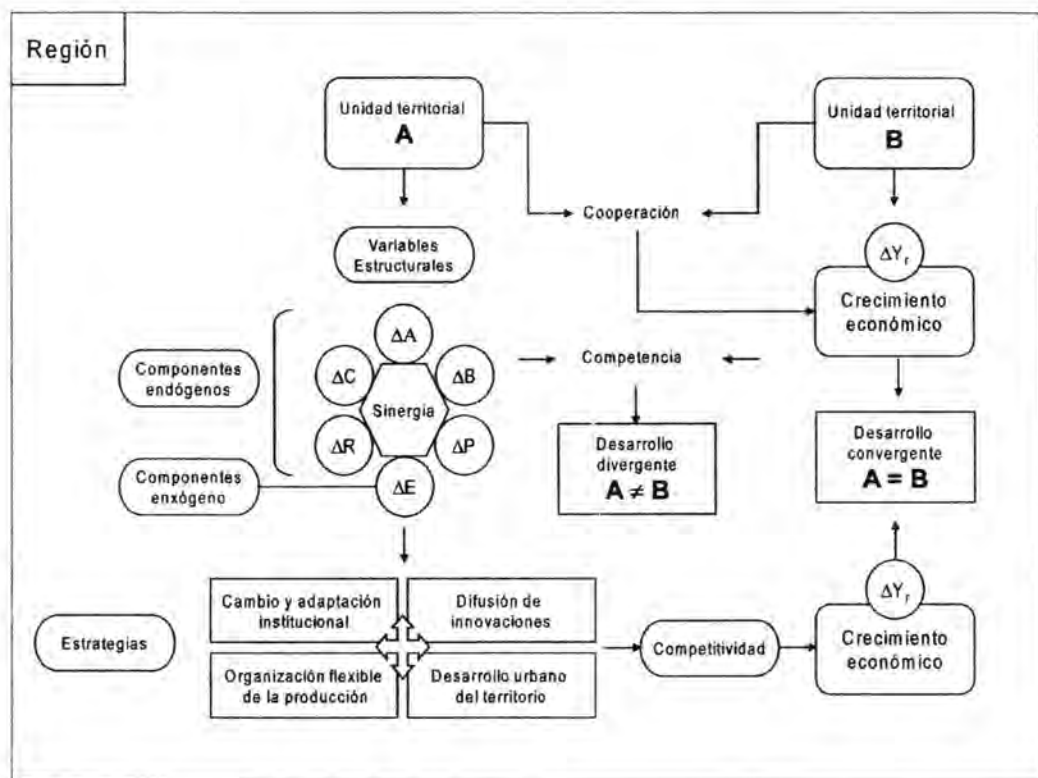 Región
Unidad territorial
A
Unidad territorial
B
Cooperación
Variables
Estructurales
ΔYr
Crecimiento
económico
Componentes
endógenos
ΔA
ΔC
ΔB
Sinergia
ΔR
ΔP
ΔE
Competencia
Desarrollo
divergente
A ≠ B
Desarrollo
convergente
A = B
Componentes
enxógeno
Estrategias
Cambio y adaptación
institucional
Difusión de
innovaciones
Organización flexible
de la producción
Desarrollo urbano
del territorio
Competitividad
ΔYr
Crecimiento
económico